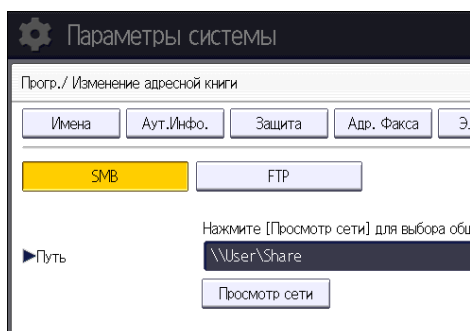 Параметры системы
Прогр./ Изменение адресной книги
Имена Аут.Инфо. Защита Адр. Факса
SMB FTP
Нажмите [Просмотр сети] для выбора
▶Путь \\User\Share
Просмотр сети